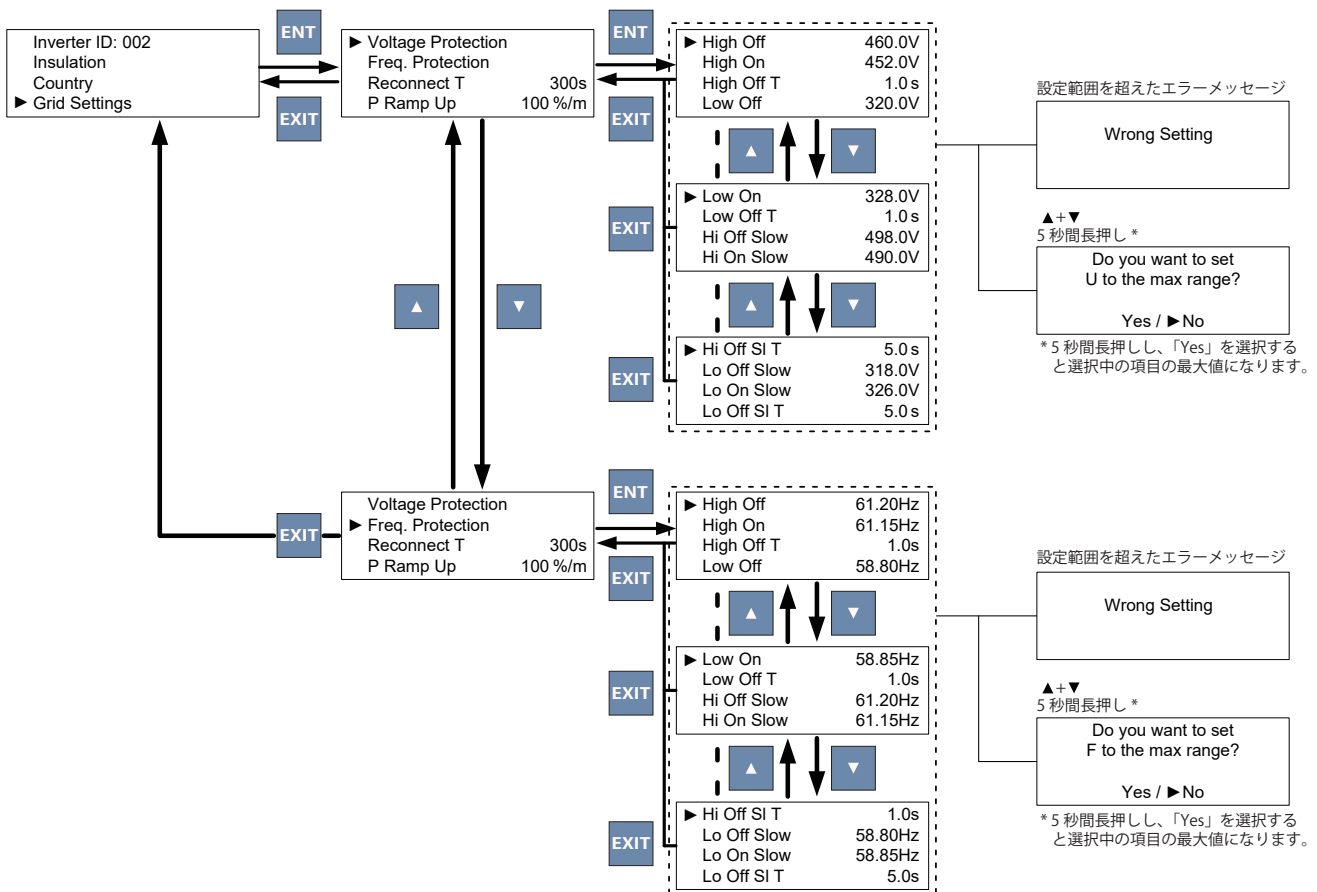 Inverter ID: 002
Insulation
Country
▶ Grid Settings
ENT
EXIT
▶ Voltage Protection
Freq. Protection
Reconnect T 300s
P Ramp Up 100 %/m
ENT
EXIT
▶ High Off 460.0V
High On 452.0V
High Off T 1.0 s
Low Off 320.0V
▲ ▼
EXIT
▶ Low On 328.0V
Low Off T 1.0 s
Hi Off Slow 498.0V
Hi On Slow 490.0V
▲ ▼
EXIT
▶ Hi Off Sl T 5.0 s
Lo Off Slow 318.0V
Lo On Slow 326.0V
Lo Off Sl T 5.0 s
設定範囲を超えたエラーメッセージ
Wrong Setting
▲+▼
5 秒間長押し *
Do you want to set
U to the max range?
Yes / ▶ No
* 5 秒間長押しし、「Yes」を選択する
と選択中の項目の最大値になります。
▲ ▼
EXIT
Voltage Protection
▶ Freq. Protection
Reconnect T 300s
P Ramp Up 100 %/m
ENT
EXIT
▶ High Off 61.20Hz
High On 61.15Hz
High Off T 1.0s
Low Off 58.80Hz
▲ ▼
EXIT
▶ Low On 58.85Hz
Low Off T 1.0s
Hi Off Slow 61.20Hz
Hi On Slow 61.15Hz
▲ ▼
EXIT
▶ Hi Off Sl T 1.0s
Lo Off Slow 58.80Hz
Lo On Slow 58.85Hz
Lo Off Sl T 5.0s
設定範囲を超えたエラーメッセージ
Wrong Setting
▲+▼
5 秒間長押し *
Do you want to set
F to the max range?
Yes / ▶ No
* 5 秒間長押しし、「Yes」を選択する
と選択中の項目の最大値になります。